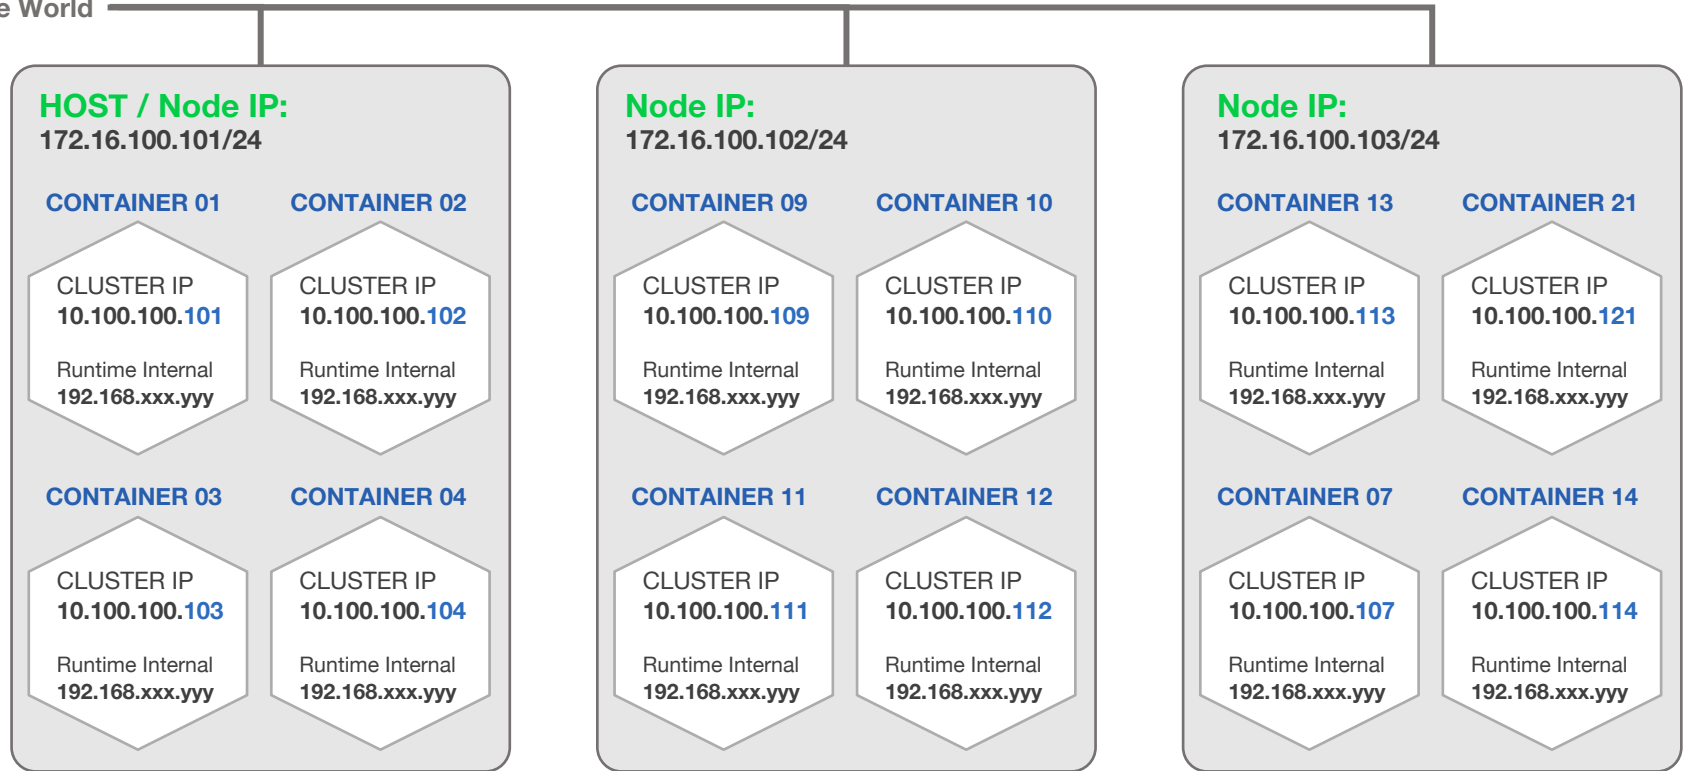 e World
HOST / Node IP:
172.16.100.101/24
CONTAINER 01
CLUSTER IP
10.100.100.101
Runtime Internal
192.168.xxx.yyy
CONTAINER 02
CLUSTER IP
10.100.100.102
Runtime Internal
192.168.xxx.yyy
CONTAINER 03
CLUSTER IP
10.100.100.103
Runtime Internal
192.168.xxx.yyy
CONTAINER 04
CLUSTER IP
10.100.100.104
Runtime Internal
192.168.xxx.yyy
Node IP:
172.16.100.102/24
CONTAINER 09
CLUSTER IP
10.100.100.109
Runtime Internal
192.168.xxx.yyy
CONTAINER 10
CLUSTER IP
10.100.100.110
Runtime Internal
192.168.xxx.yyy
CONTAINER 11
CLUSTER IP
10.100.100.111
Runtime Internal
192.168.xxx.yyy
CONTAINER 12
CLUSTER IP
10.100.100.112
Runtime Internal
192.168.xxx.yyy
Node IP:
172.16.100.103/24
CONTAINER 13
CLUSTER IP
10.100.100.113
Runtime Internal
192.168.xxx.yyy
CONTAINER 21
CLUSTER IP
10.100.100.121
Runtime Internal
192.168.xxx.yyy
CONTAINER 07
CLUSTER IP
10.100.100.107
Runtime Internal
192.168.xxx.yyy
CONTAINER 14
CLUSTER IP
10.100.100.114
Runtime Internal
192.168.xxx.yyy